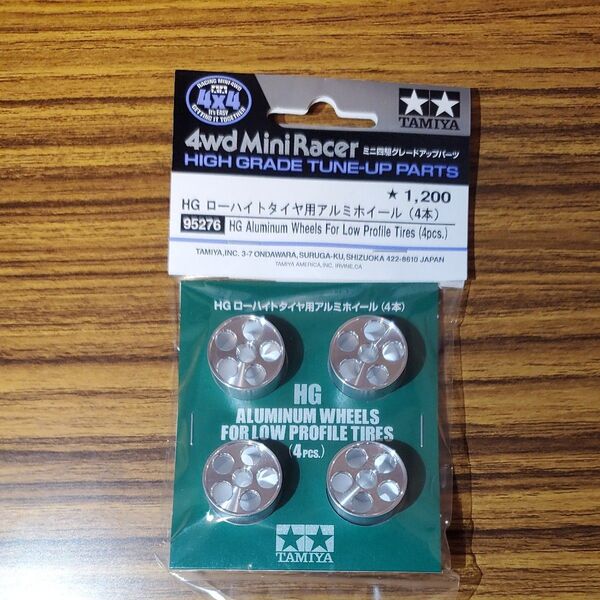 RACING MINI 4WD
4x4
It's EASY
GETTING IT TOGETHER
TAMIYA
4wd Mini Racer ミニ四駆グレードアップパーツ
HIGH GRADE TUNE-UP PARTS
★ 1,200
HG ローハイトタイヤ用アルミホイール (4本)
95276 HG Aluminum Wheels For Low Profile Tires (4pcs.)
TAMIYA,INC. 3-7 ONDAWARA,SURUGA-KU,SHIZUOKA 422-8610 JAPAN
TAMIYA AMERICA, INC. IRVINE,CA
HG ローハイトタイヤ用アルミホイール (4本)
HG
ALUMINUM WHEELS
FOR LOW PROFILE TIRES
(4PCS.)
TAMIYA